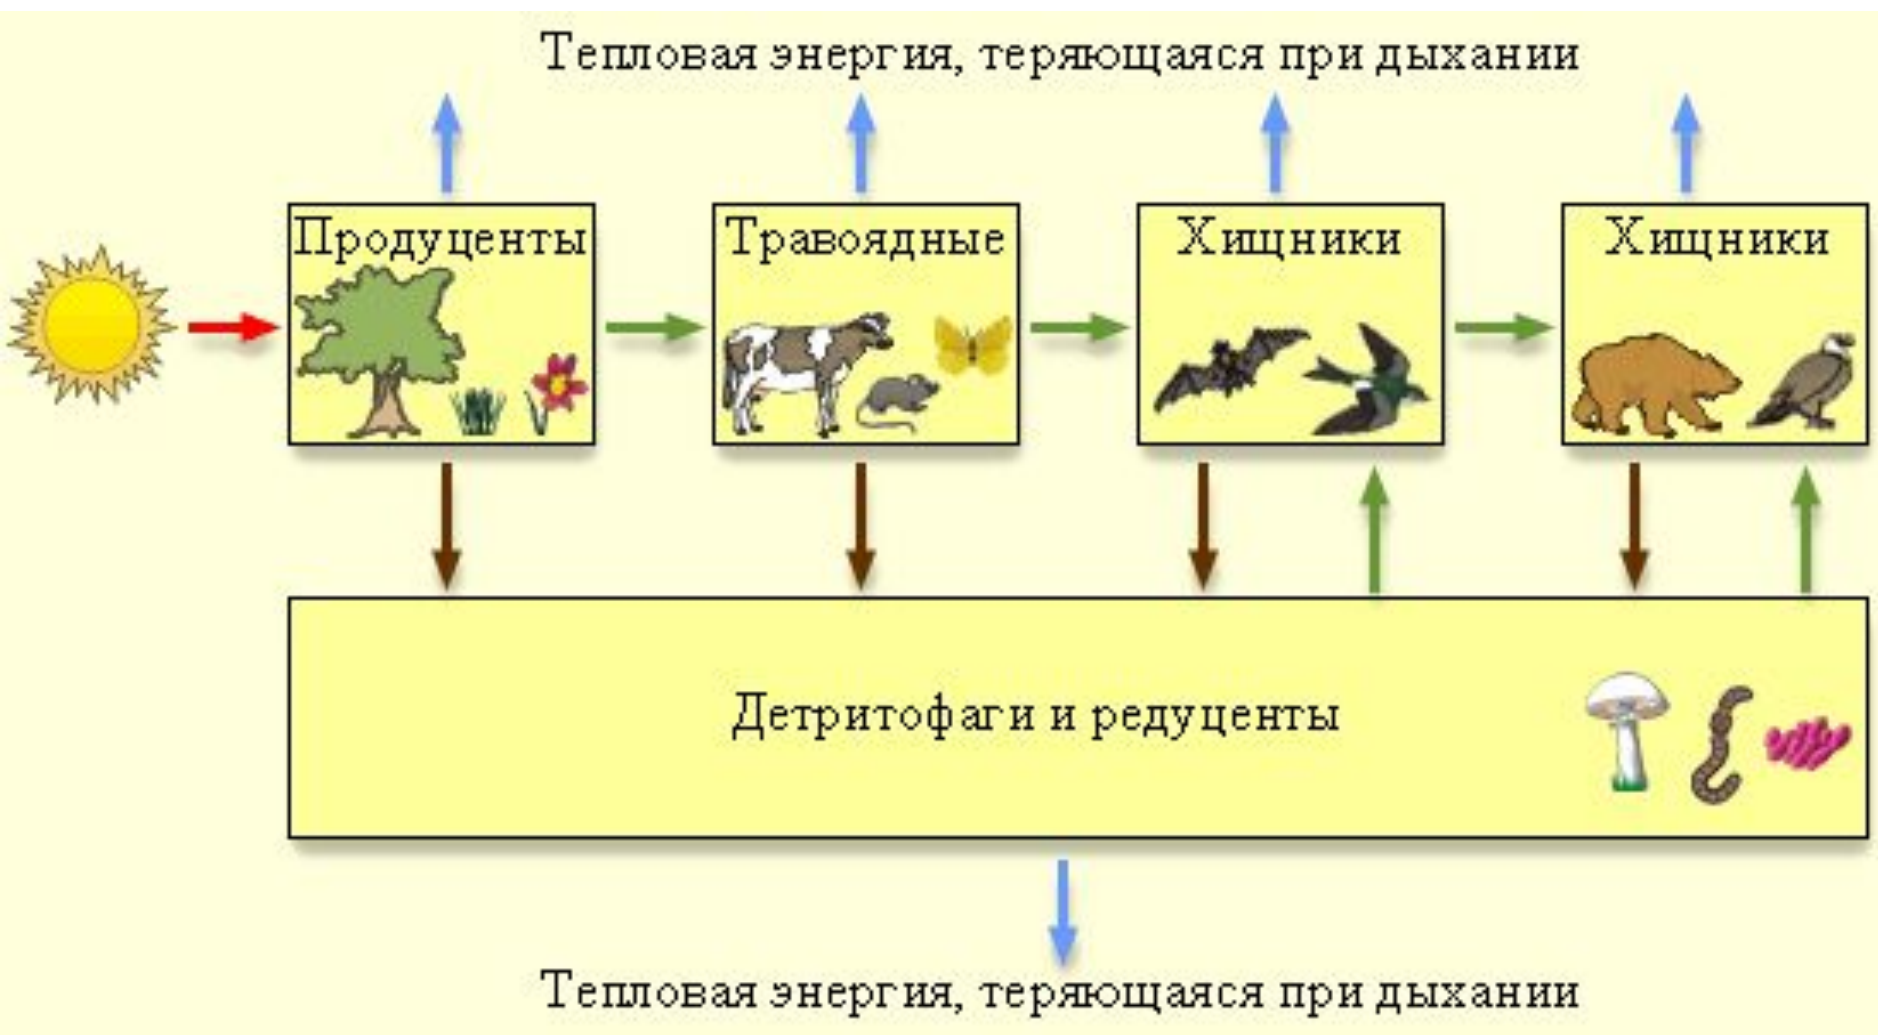 Тепловая энергия, теряющаяся при дыхании
Продуценты
Травоядные
Хищники
Хищники
Детритофаги и редуценты
Тепловая энергия, теряющаяся при дыхании